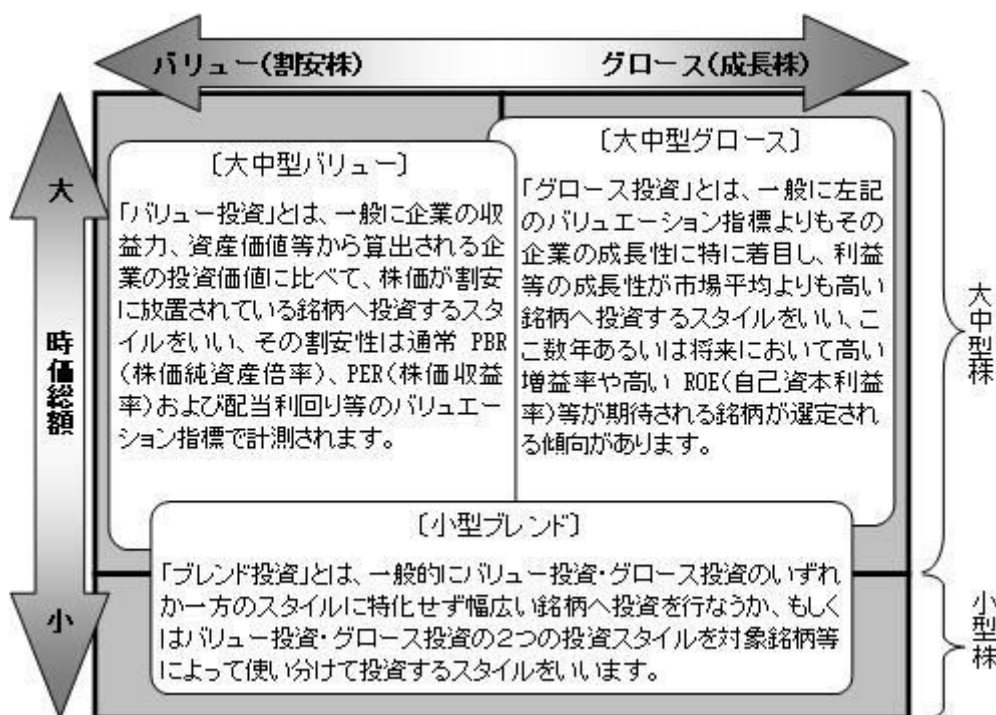 バリュー(割安株)
グロース(成長株)
大
時価総額
小
〔大中型バリュー〕
「バリュー投資」とは、一般に企業の収
益力、資産価値等から算出される企
業の投資価値に比べて、株価が割安
に放置されている銘柄へ投資するスタ
イルをいい、その割安性は通常 PBR
(株価純資産倍率)、PER(株価収益
率)および配当利回り等のバリュエー
ション指標で計測されます。
〔大中型グロース〕
「グロース投資」とは、一般に左記
のバリュエーション指標よりもその
企業の成長性に特に着目し、利益
等の成長性が市場平均よりも高い
銘柄へ投資するスタイルをいい、こ
こ数年あるいは将来において高い
増益率や高い ROE(自己資本利益
率)等が期待される銘柄が選定され
る傾向があります。
〔小型ブレンド〕
「ブレンド投資」とは、一般的にバリュー投資・グロース投資のいずれ
か一方のスタイルに特化せず幅広い銘柄へ投資を行なうか、もしく
はバリュー投資・グロース投資の2つの投資スタイルを対象銘柄等
によって使い分けて投資するスタイルをいいます。
大中型株
小型株